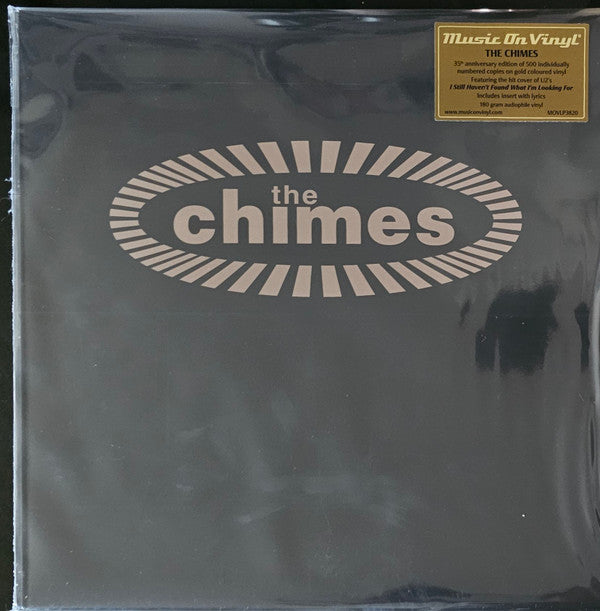 Music On Vinyl®
THE CHIMES
35th anniversary edition of 500 individually
numbered copies on gold coloured vinyl
Featuring the hit cover of U2's
I Still Haven't Found What I'm Looking For
Includes insert with lyrics
180 gram audiophile vinyl
www.musiconvinyl.com MOVLP3820
the
chimes